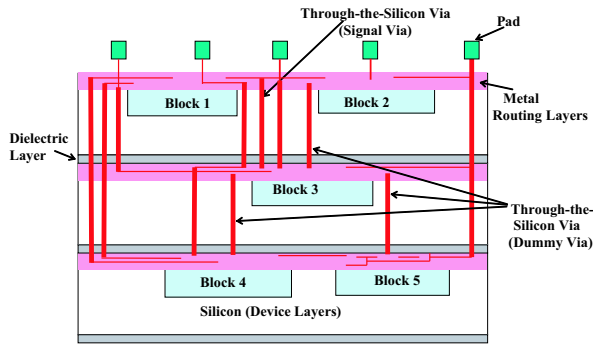 Through-the-Silicon Via
(Signal Via)
Pad
Block 1
Block 2
Metal
Routing Layers
Dielectric
Layer
Block 3
Through-the-
Silicon Via
(Dummy Via)
Block 4
Block 5
Silicon (Device Layers)